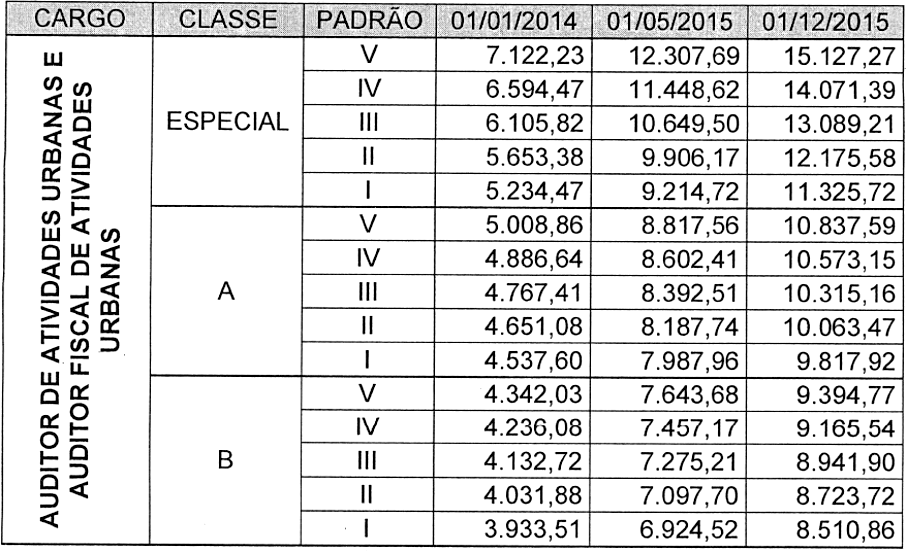 CARGO CLASSE PADRÃO 01/01/2014 01/05/2015 01/12/2015
AUDITOR DE ATIVIDADES URBANAS E
AUDITOR FISCAL DE ATIVIDADES
URBANAS
ESPECIAL
V 7.122,23 12.307,69 15.127,27
IV 6.594,47 11.448,62 14.071,39
III 6.105,82 10.649,50 13.089,21
II 5.653,38 9.906,17 12.175,58
I 5.234,47 9.214,72 11.325,72
A
V 5.008,86 8.817,56 10.837,59
IV 4.886,64 8.602,41 10.573,15
III 4.767,41 8.392,51 10.315,16
II 4.651,08 8.187,74 10.063,47
I 4.537,60 7.987,96 9.817,92
B
V 4.342,03 7.643,68 9.394,77
IV 4.236,08 7.457,17 9.165,54
III 4.132,72 7.275,21 8.941,90
II 4.031,88 7.097,70 8.723,72
I 3.933,51 6.924,52 8.510,86